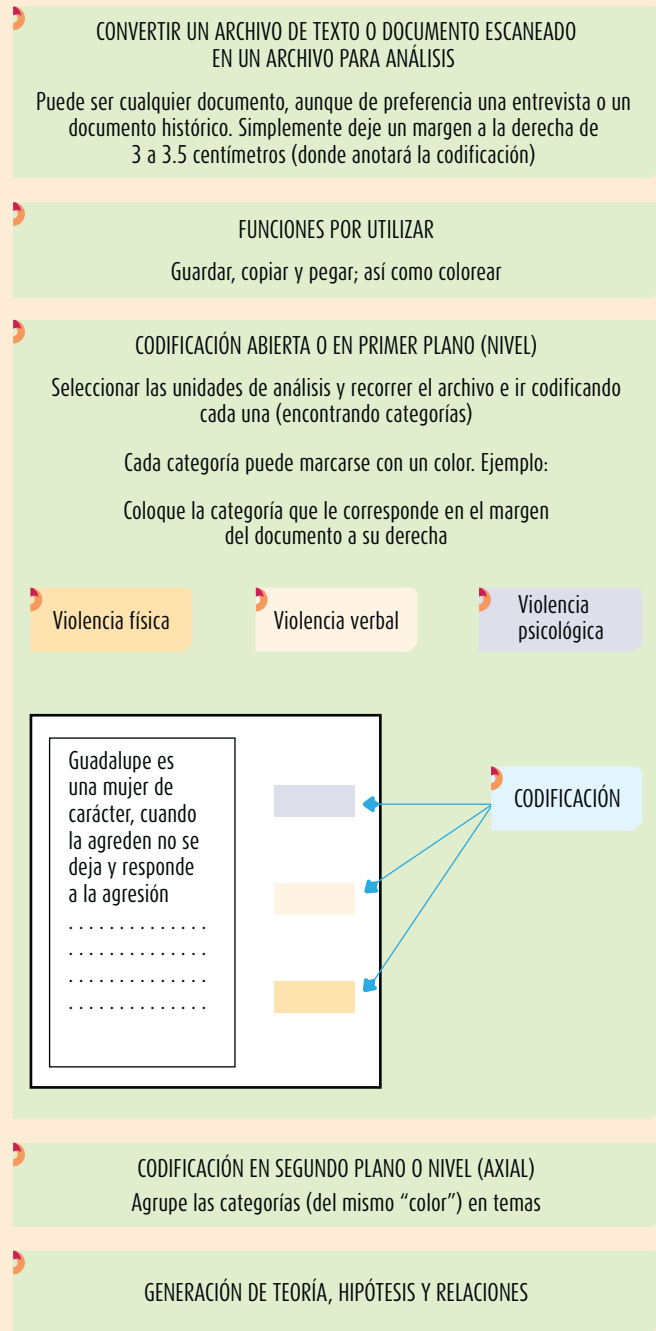 CONVERTIR UN ARCHIVO DE TEXTO O DOCUMENTO ESCANEADO
EN UN ARCHIVO PARA ANÁLISIS
Puede ser cualquier documento, aunque de preferencia una entrevista o un
documento histórico. Simplemente deje un margen a la derecha de
3 a 3.5 centímetros (donde anotará la codificación)
FUNCIONES POR UTILIZAR
Guardar, copiar y pegar; así como colorear
CODIFICACIÓN ABIERTA O EN PRIMER PLANO (NIVEL)
Seleccionar las unidades de análisis y recorrer el archivo e ir codificando
cada una (encontrando categorías)
Cada categoría puede marcarse con un color. Ejemplo:
Coloque la categoría que le corresponde en el margen
del documento a su derecha
Violencia física
Violencia verbal
Violencia
psicológica
Guadalupe es
una mujer de
carácter, cuando
la agreden no se
deja y responde
a la agresión
. . . . . . . . . . . . . .
. . . . . . . . . . . . . .
. . . . . . . . . . . . . .
. . . . . . . . . . . . . .
CODIFICACIÓN
CODIFICACIÓN EN SEGUNDO PLANO O NIVEL (AXIAL)
Agrupe las categorías (del mismo “color”) en temas
GENERACIÓN DE TEORÍA, HIPÓTESIS Y RELACIONES